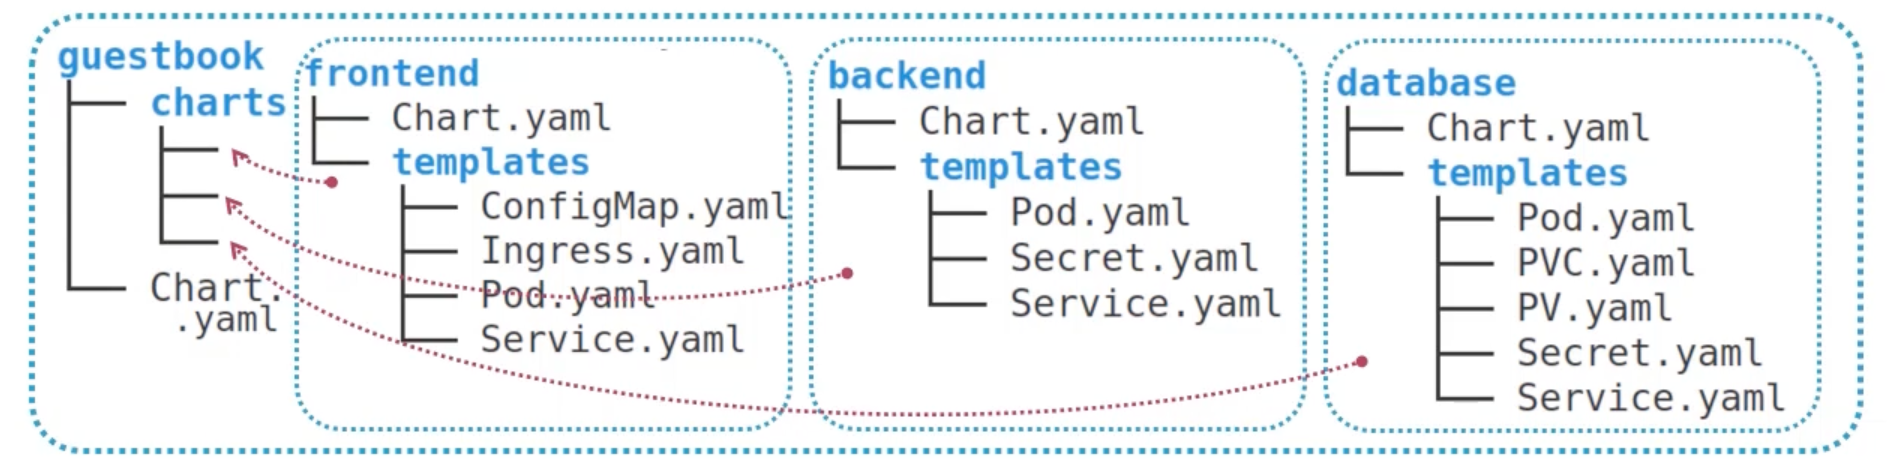 guestbook
charts
Chart.
.yaml
frontend
Chart.yaml
templates
ConfigMap.yaml
Ingress.yaml
Pod.yaml
Service.yaml
backend
Chart.yaml
templates
Pod.yaml
Secret.yaml
Service.yaml
database
Chart.yaml
templates
Pod.yaml
PVC.yaml
PV.yaml
Secret.yaml
Service.yaml